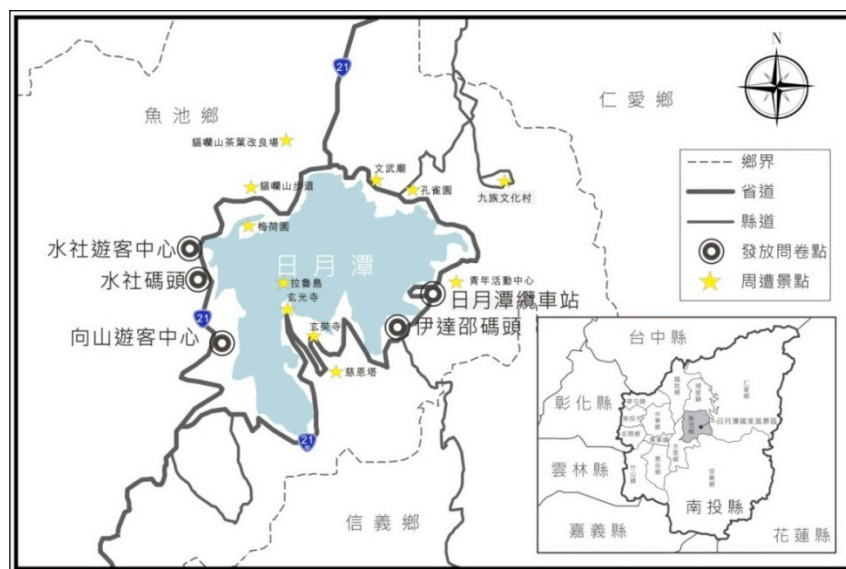 N
21
仁愛鄉
魚池鄉
貓囒山茶葉改良場
文武廟
孔雀園
九族文化村
貓囒山步道
梅荷園
水社遊客中心
日月潭
水社碼頭
拉魯島
青年活動中心
玄光寺
日月潭纜車站
21
玄奘寺
伊達邵碼頭
向山遊客中心
慈恩塔
21
信義鄉
鄉界
省道
縣道
發放問卷點
周遭景點
台中縣
彰化縣
仁愛鄉
日月潭國家風景區
魚池鄉
雲林縣
竹山鎮
信義鄉
南投縣
嘉義縣
花蓮縣